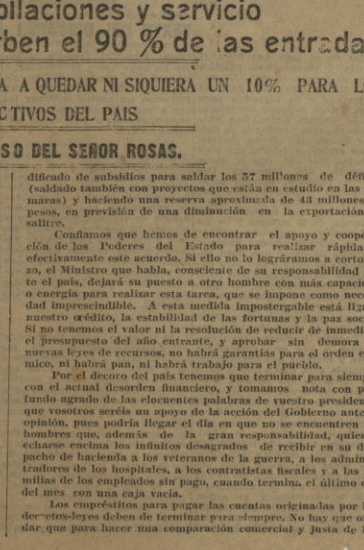 pilaciones y servicio
rben el 90 % de las entrada
A A QUEDAR NI SIQUIERA UN 10% PARA L
CTIVOS DEL PAIS
SO DEL SEÑOR ROSAS.
dificado de subsidios para saldar los 57 millones de défi
(saldado también con proyectos que están en estudio en las
maras) y haciendo una reserva aproximada de 43 millones
pesos, en previsión de una diminución en la exportación
salitre.
Confiamos que hemos de encontrar el apoyo y coope
ción de los Poderes del Estado para realizar rápida
efectivamente este acuerdo. Si ello no lo lográramos a corto
zo, el Ministro que habla, consciente de su responsabilidad
te el país, dejará su puesto a otro hombre con más capacid
o energía para realizar esta tarea, que se impone como nece
dad imprescindible. A esta medida impostergable está liga
nuestro crédito, la estabilidad de las fortunas y la paz soc
Si no tenemos el valor ni la resolución de reducir de inmedi
el presupuesto del año entrante, y aprobar sin demora
nuevas leyes de recursos, no habrá garantías para el orden e
mico, ni habrá pan, ni habrá trabajo para el pueblo.
Por el decoro del país tenemos que terminar para siemp
con el actual desorden financiero, y tomamos nota con p
fundo agrado de las elocuentes palabras de vuestro presiden
que vosotros seréis un apoyo de la acción del Gobierno ante
opinión, pues podría llegar el día en que no se encuentren
hombres que, además de la gran responsabilidad, quier
echarse encima los infinitos desagrados de recibir en su d
pacho de hacienda a los veteranos de la guerra, a los admin
tradores de los hospitales, a los contratistas fiscales y a las
milias de los empleados sin pago, cuando termina el último d
del mes con una caja vacía.
Los empréstitos para pagar las cuentas originadas por l
decretos-leyes deben de terminar para siempre. No hay que o
dar que para hacer una comparación comercial y justa de l